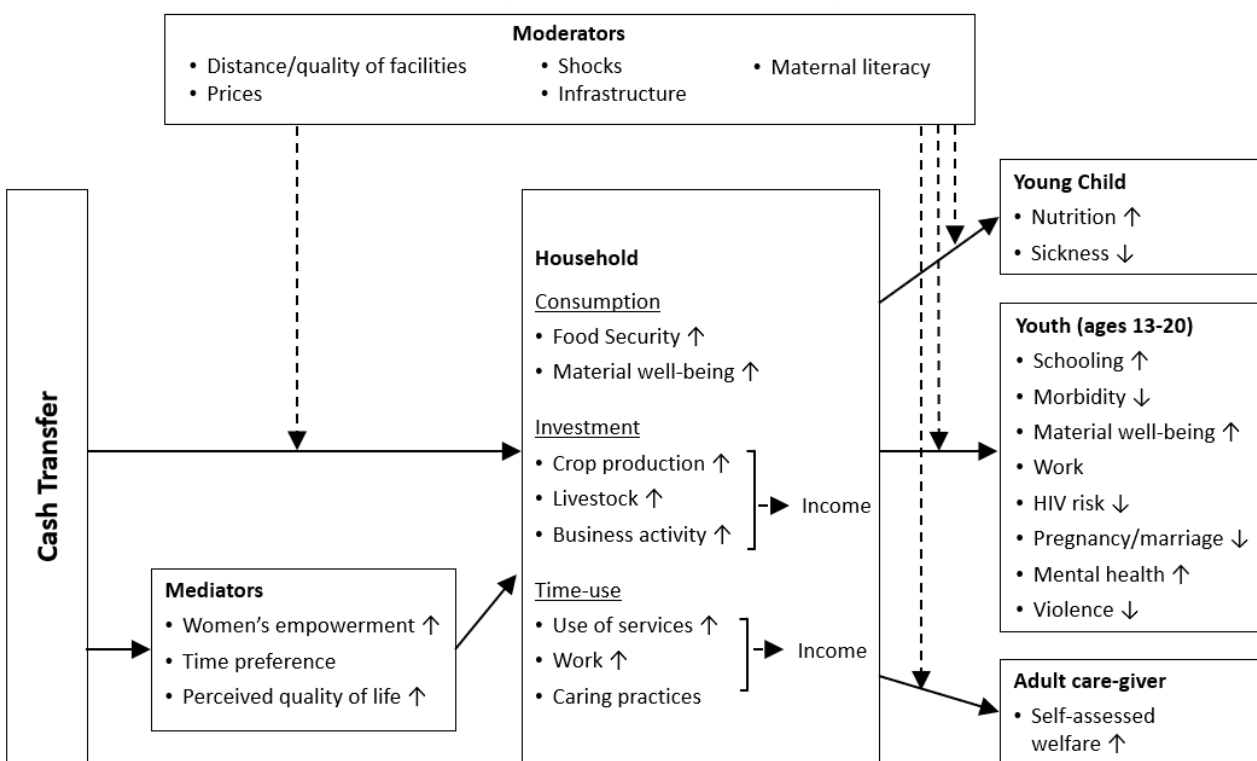 Moderators
• Distance/quality of facilities
• Prices
• Shocks
• Infrastructure
• Maternal literacy
Cash Transfer
Mediators
• Women’s empowerment ↑
• Time preference
• Perceived quality of life ↑
Household
Consumption
• Food Security ↑
• Material well-being ↑
Investment
• Crop production ↑
• Livestock ↑
• Business activity ↑
Income
Time-use
• Use of services ↑
• Work ↑
• Caring practices
Income
Young Child
• Nutrition ↑
• Sickness ↓
Youth (ages 13-20)
• Schooling ↑
• Morbidity ↓
• Material well-being ↑
• Work
• HIV risk ↓
• Pregnancy/marriage ↓
• Mental health ↑
• Violence ↓
Adult care-giver
• Self-assessed
welfare ↑